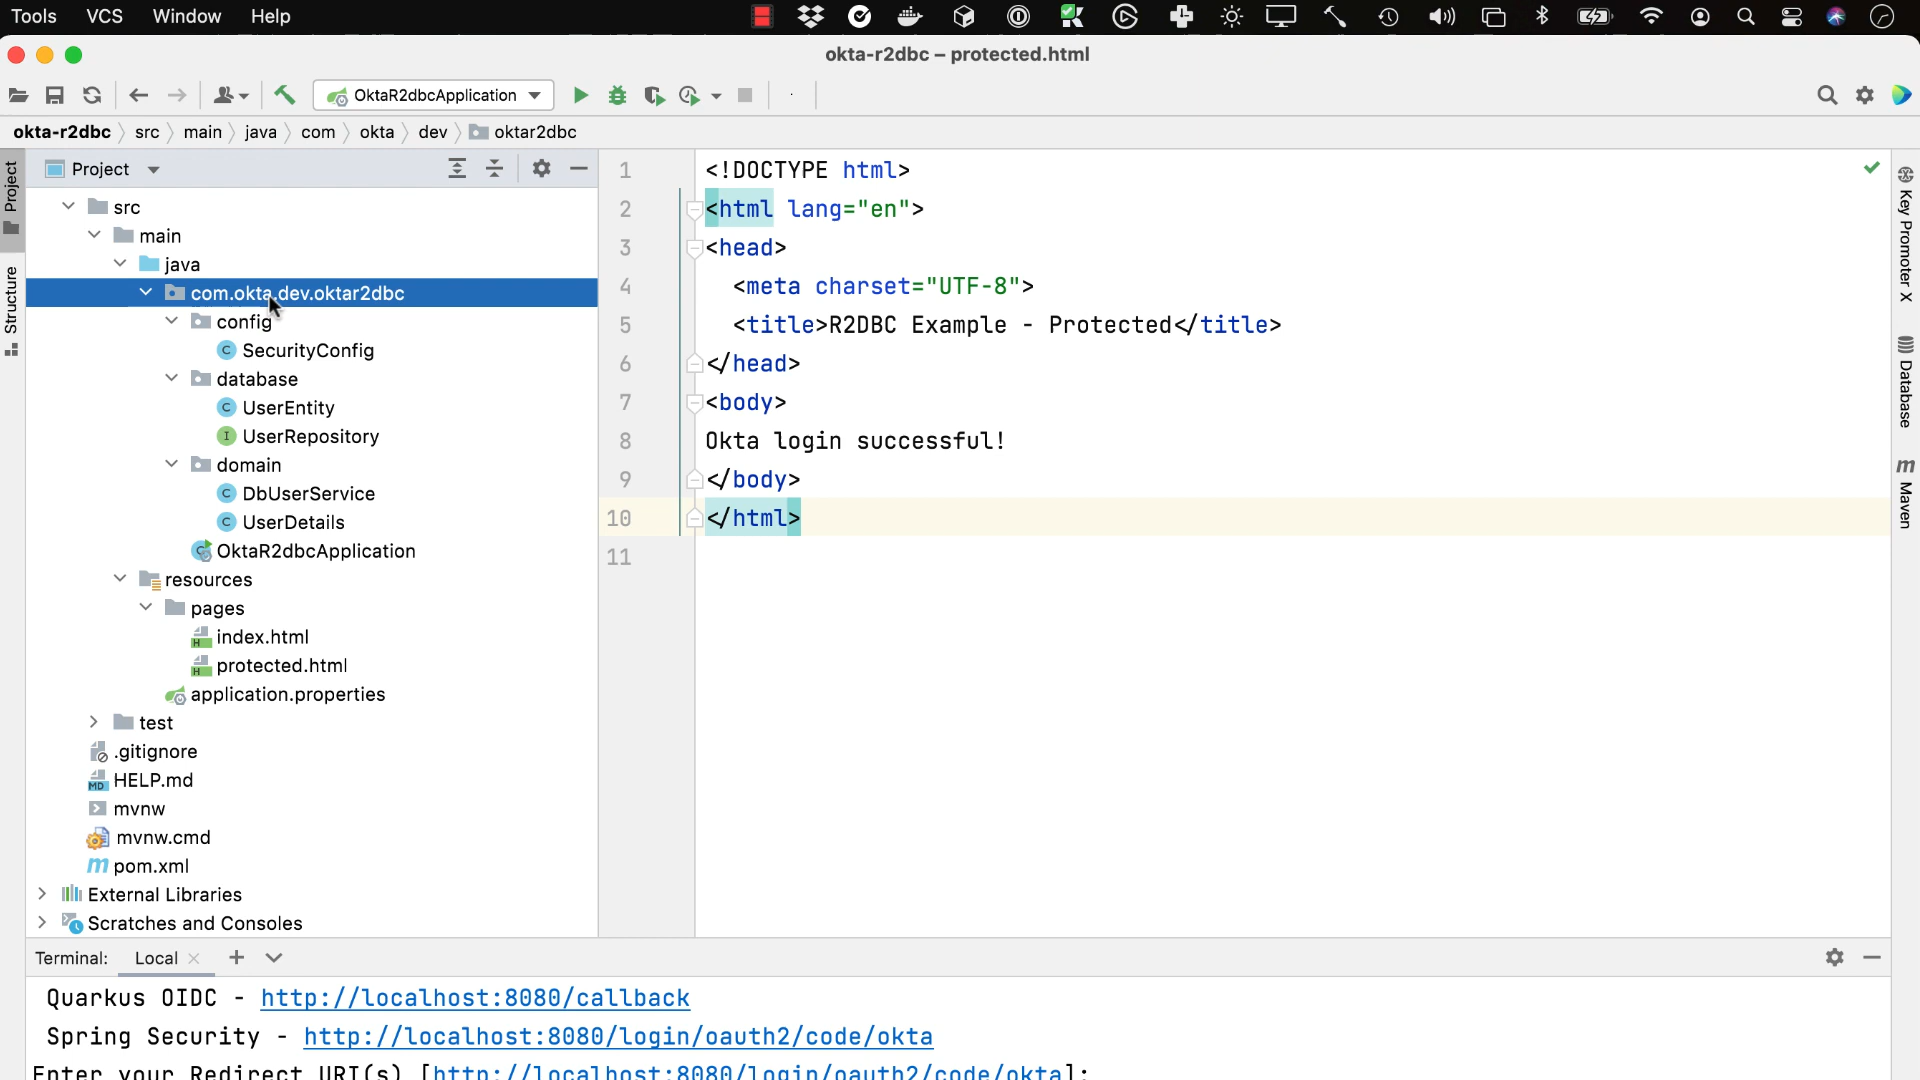 Tools VCS Window Help
okta-r2dbc – protected.html
OktaR2dbcApplication
okta-r2dbc src main java com okta dev oktar2dbc
Project
Project
Structure
src
main
java
com.okta.dev.oktar2dbc
config
SecurityConfig
database
UserEntity
UserRepository
domain
DbUserService
UserDetails
OktaR2dbcApplication
resources
pages
index.html
protected.html
application.properties
test
.gitignore
HELP.md
mvnw
mvnw.cmd
pom.xml
External Libraries
Scratches and Consoles
1 <!DOCTYPE html>
2 <html lang="en">
3 <head>
4 <meta charset="UTF-8">
5 <title>R2DBC Example - Protected</title>
6 </head>
7 <body>
8 Okta login successful!
9 </body>
10 </html>
11
Key Promoter X
Database
Maven
Terminal: Local
Quarkus OIDC - http://localhost:8080/callback
Spring Security - http://localhost:8080/login/oauth2/code/okta
Enter your Redirect URI(s) [http://localhost:8080/login/oauth2/code/okta]: